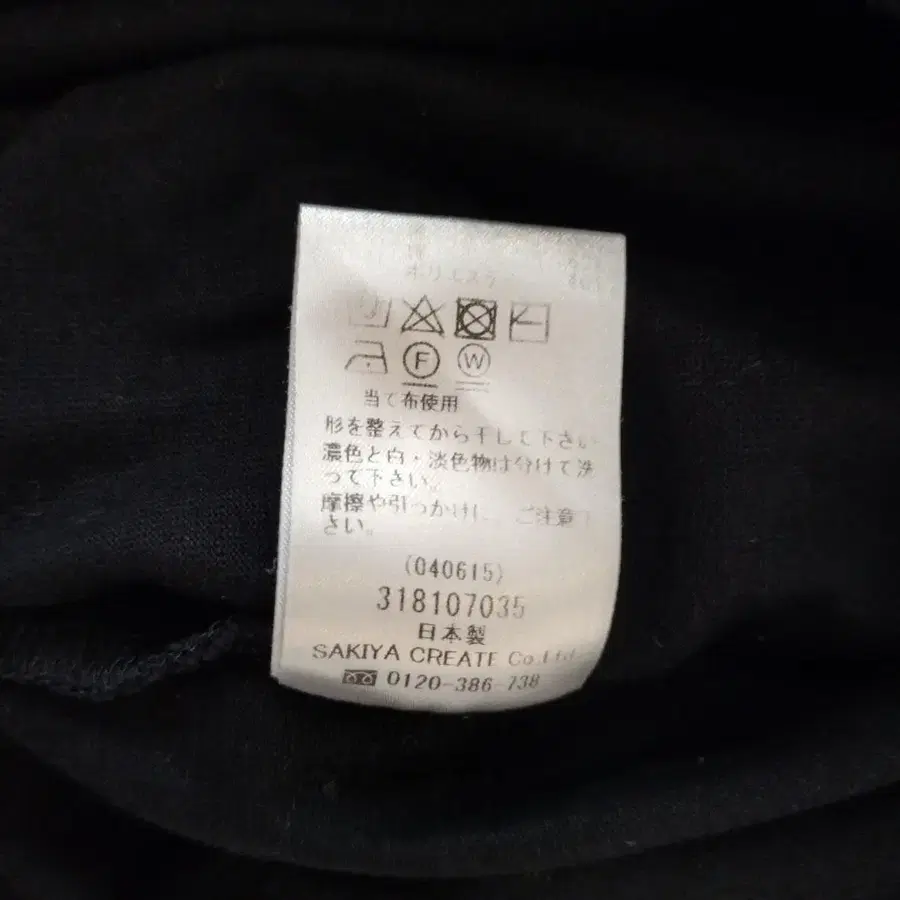 ポリエステ
F W
当て布使用
形を整えてから干して下さい
濃色と白・淡色物は分けて洗
って下さい。
摩擦や引っかけに ご注意下
さい。
(040615)
318107035
日本製
SAKIYA CREATE Co.Ltd.
0120-386-738